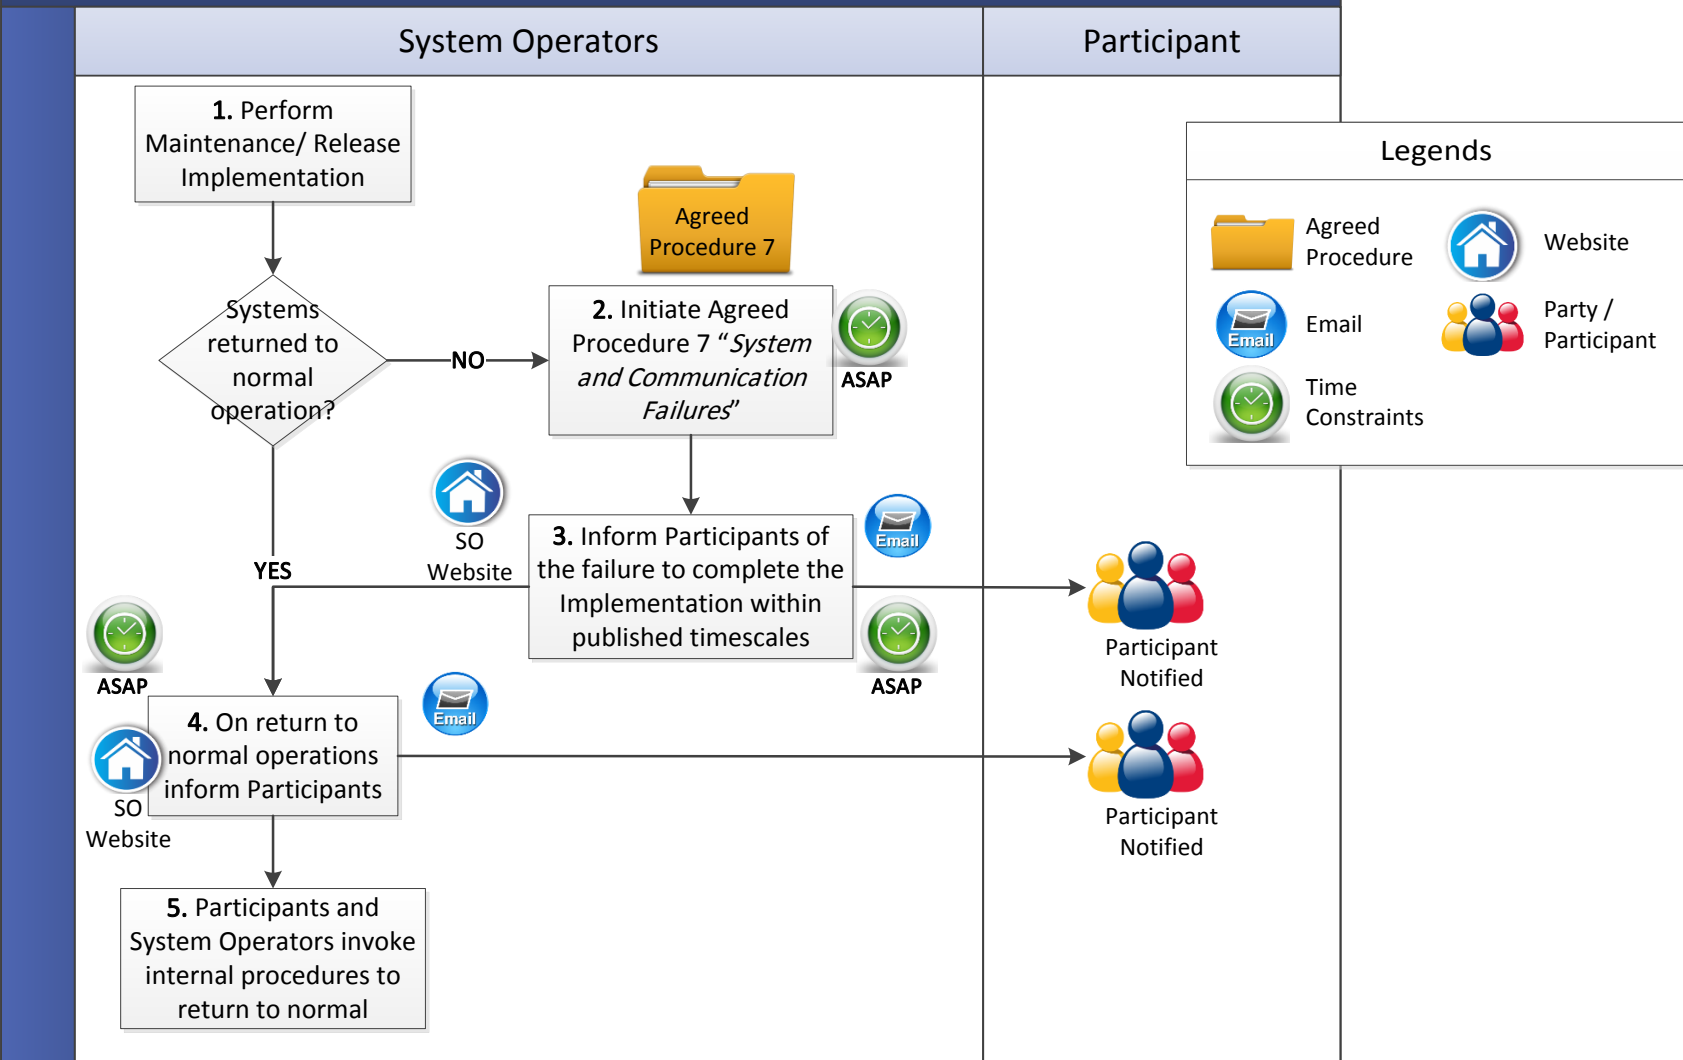 System Operators
Participant
1. Perform
Maintenance/ Release
Implementation
Systems
returned to
normal
operation?
NO
YES
Agreed
Procedure 7
2. Initiate Agreed
Procedure 7 “System
and Communication
Failures”
ASAP
SO
Website
3. Inform Participants of
the failure to complete the
Implementation within
published timescales
Email
ASAP
Participant
Notified
ASAP
SO
Website
4. On return to
normal operations
inform Participants
Email
Participant
Notified
5. Participants and
System Operators invoke
internal procedures to
return to normal
Legends
Agreed
Procedure
Website
Email
Email
Party /
Participant
Time
Constraints